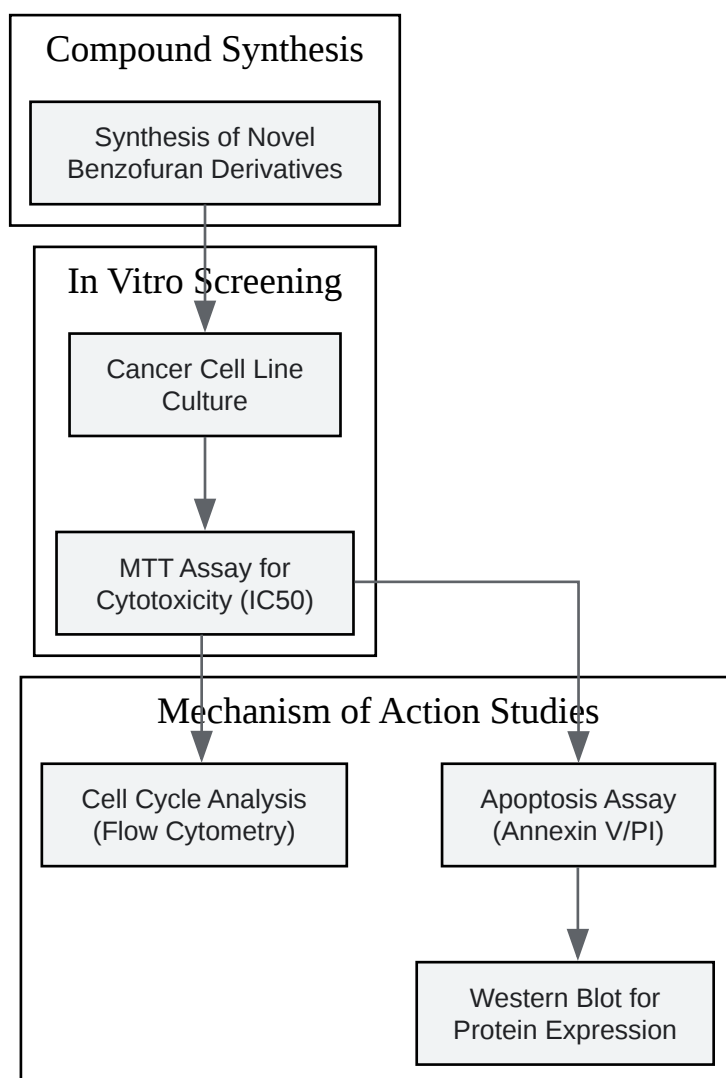 Compound Synthesis
Synthesis of Novel
Benzofuran Derivatives
In Vitro Screening
Cancer Cell Line
Culture
MTT Assay for
Cytotoxicity (IC50)
Mechanism of Action Studies
Cell Cycle Analysis
(Flow Cytometry)
Apoptosis Assay
(Annexin V/PI)
Western Blot for
Protein Expression